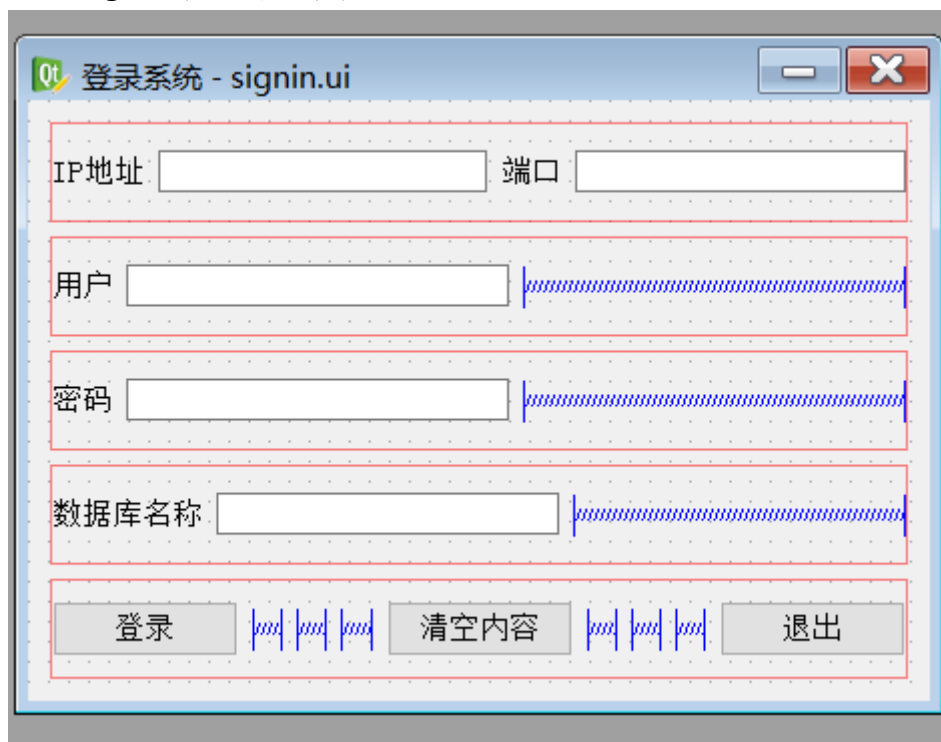 登录系统 - signin.ui
IP地址 端口
用户
密码
数据库名称
登录 清空内容 退出